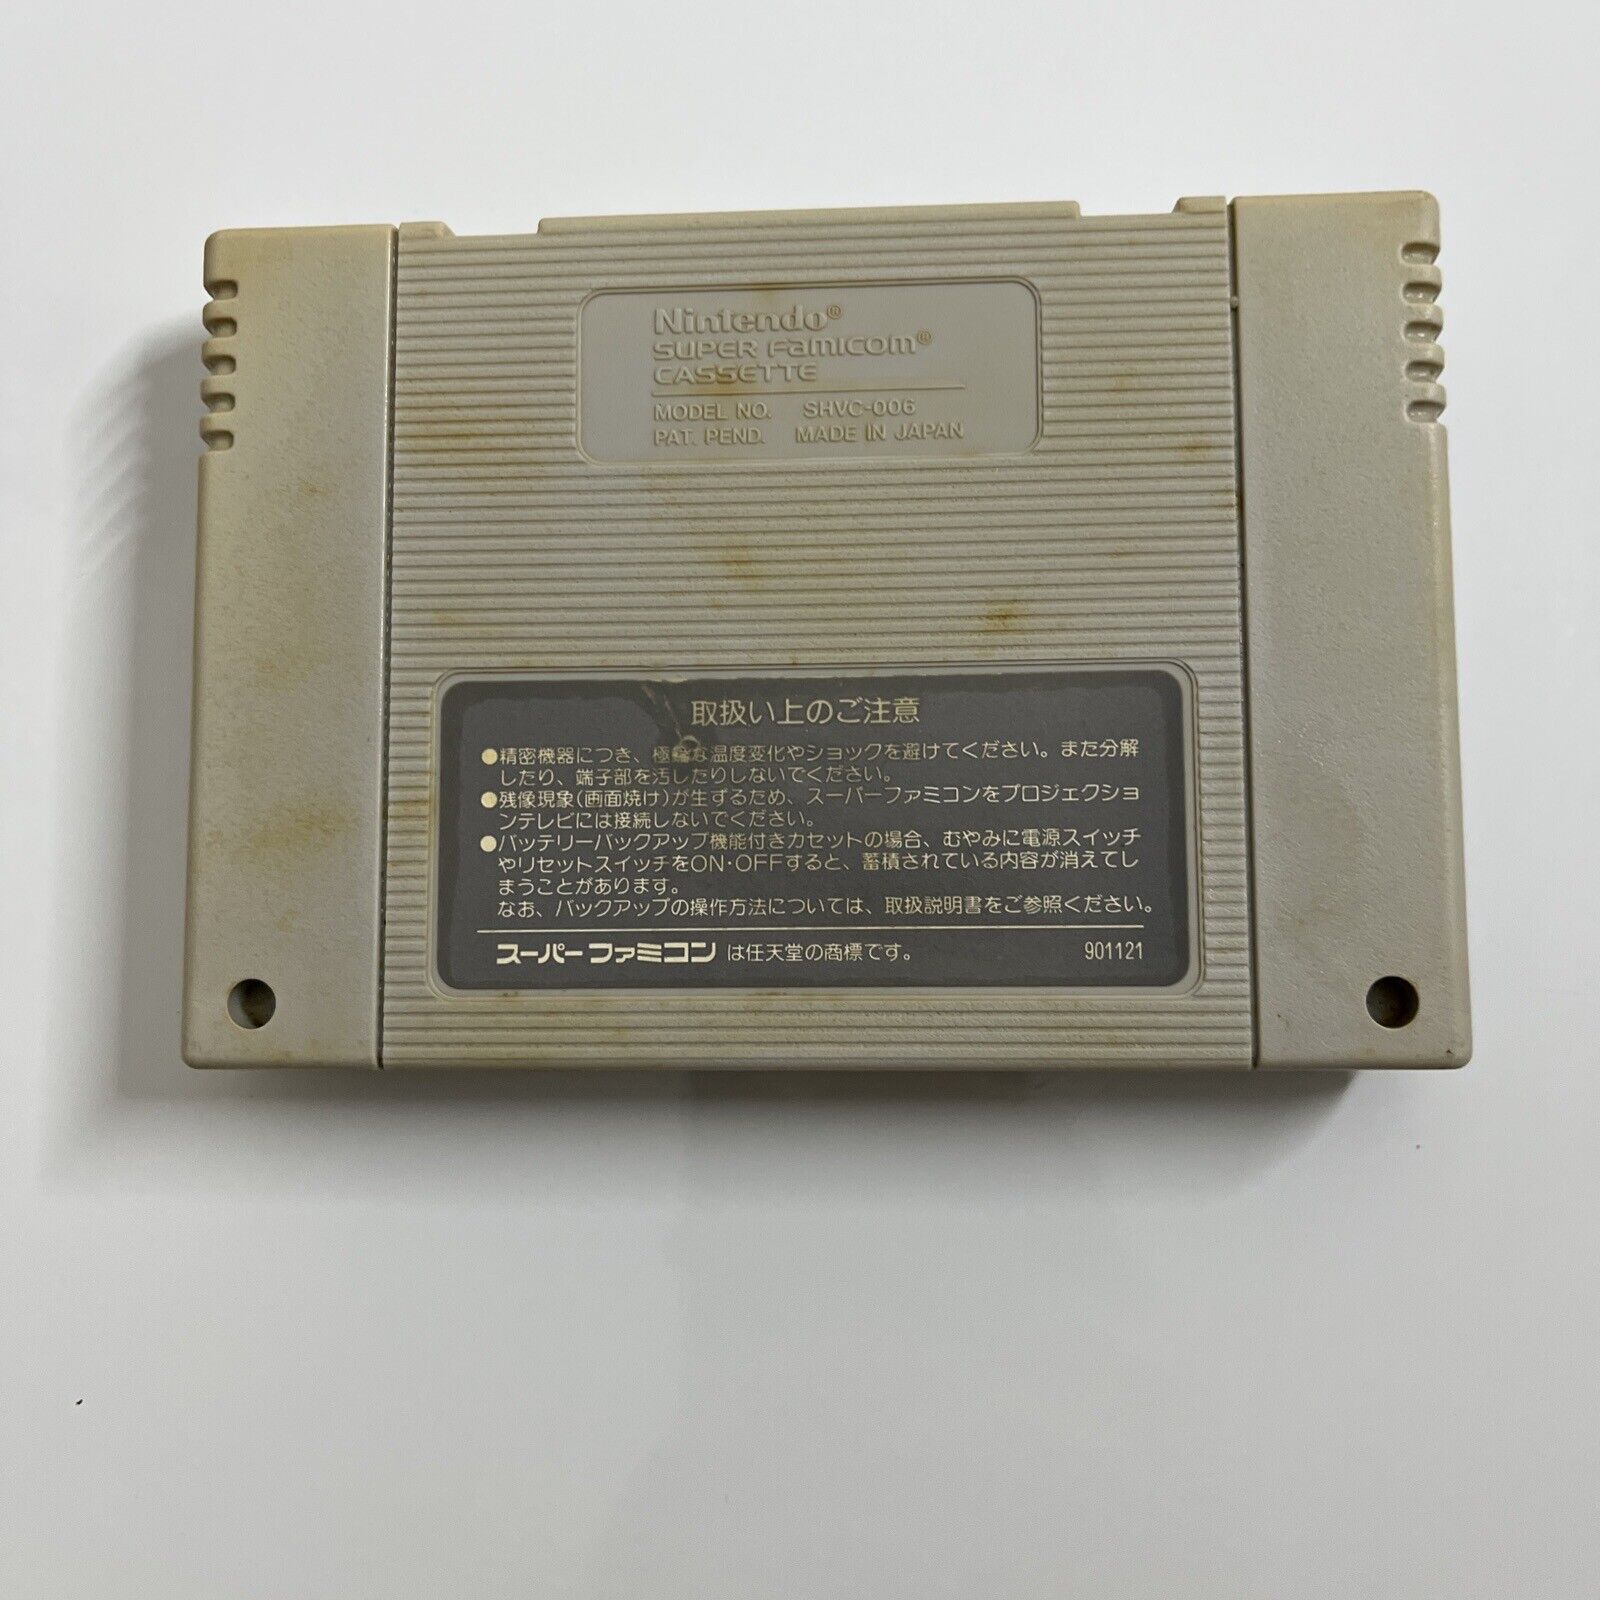 Nintendo®
SUPER Famicom®
CASSETTE
MODEL NO. SHVC-006
PAT. PEND. MADE IN JAPAN
取扱い上のご注意
●精密機器につき、極端な温度変化やショックを避けてください。また分解
したり、端子部を汚したりしないでください。
●残像現象(画面焼け)が生ずるため、スーパーファミコンをプロジェクショ
ンテレビには接続しないでください。
●バッテリーバックアップ機能付きカセットの場合、むやみに電源スイッチ
やリセットスイッチをON・OFFすると、蓄積されている内容が消えてし
まうことがあります。
なお、バックアップの操作方法については、取扱説明書をご参照ください。
スーパーファミコン は任天堂の商標です。 901121